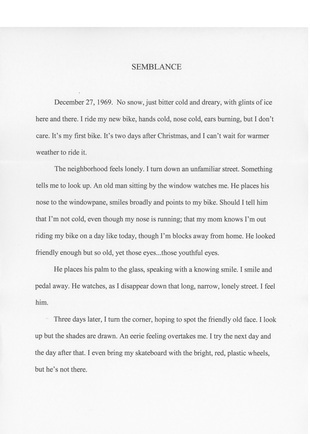 SEMBLANCE
December 27, 1969.  No snow, just bitter cold and dreary, with glints of ice
here and there. I ride my new bike, hands cold, nose cold, ears burning, but I don't
care. It's my first bike. It's two days after Christmas, and I can't wait for warmer
weather to ride it.
The neighborhood feels lonely. I turn down an unfamiliar street. Something
tells me to look up. An old man sitting by the window watches me. He places his
nose to the windowpane, smiles broadly and points to my bike. Should I tell him
that I'm not cold, even though my nose is running; that my mom knows I'm out
riding my bike on a day like today, though I'm blocks away from home. He looked
friendly enough but so old, yet those eyes...those youthful eyes.
He places his palm to the glass, speaking with a knowing smile. I smile and
pedal away. He watches, as I disappear down that long, narrow, lonely street. I feel
him.
Three days later, I turn the corner, hoping to spot the friendly old face. I look
up but the shades are drawn. An eerie feeling overtakes me. I try the next day and
the day after that. I even bring my skateboard with the bright, red, plastic wheels,
but he's not there.